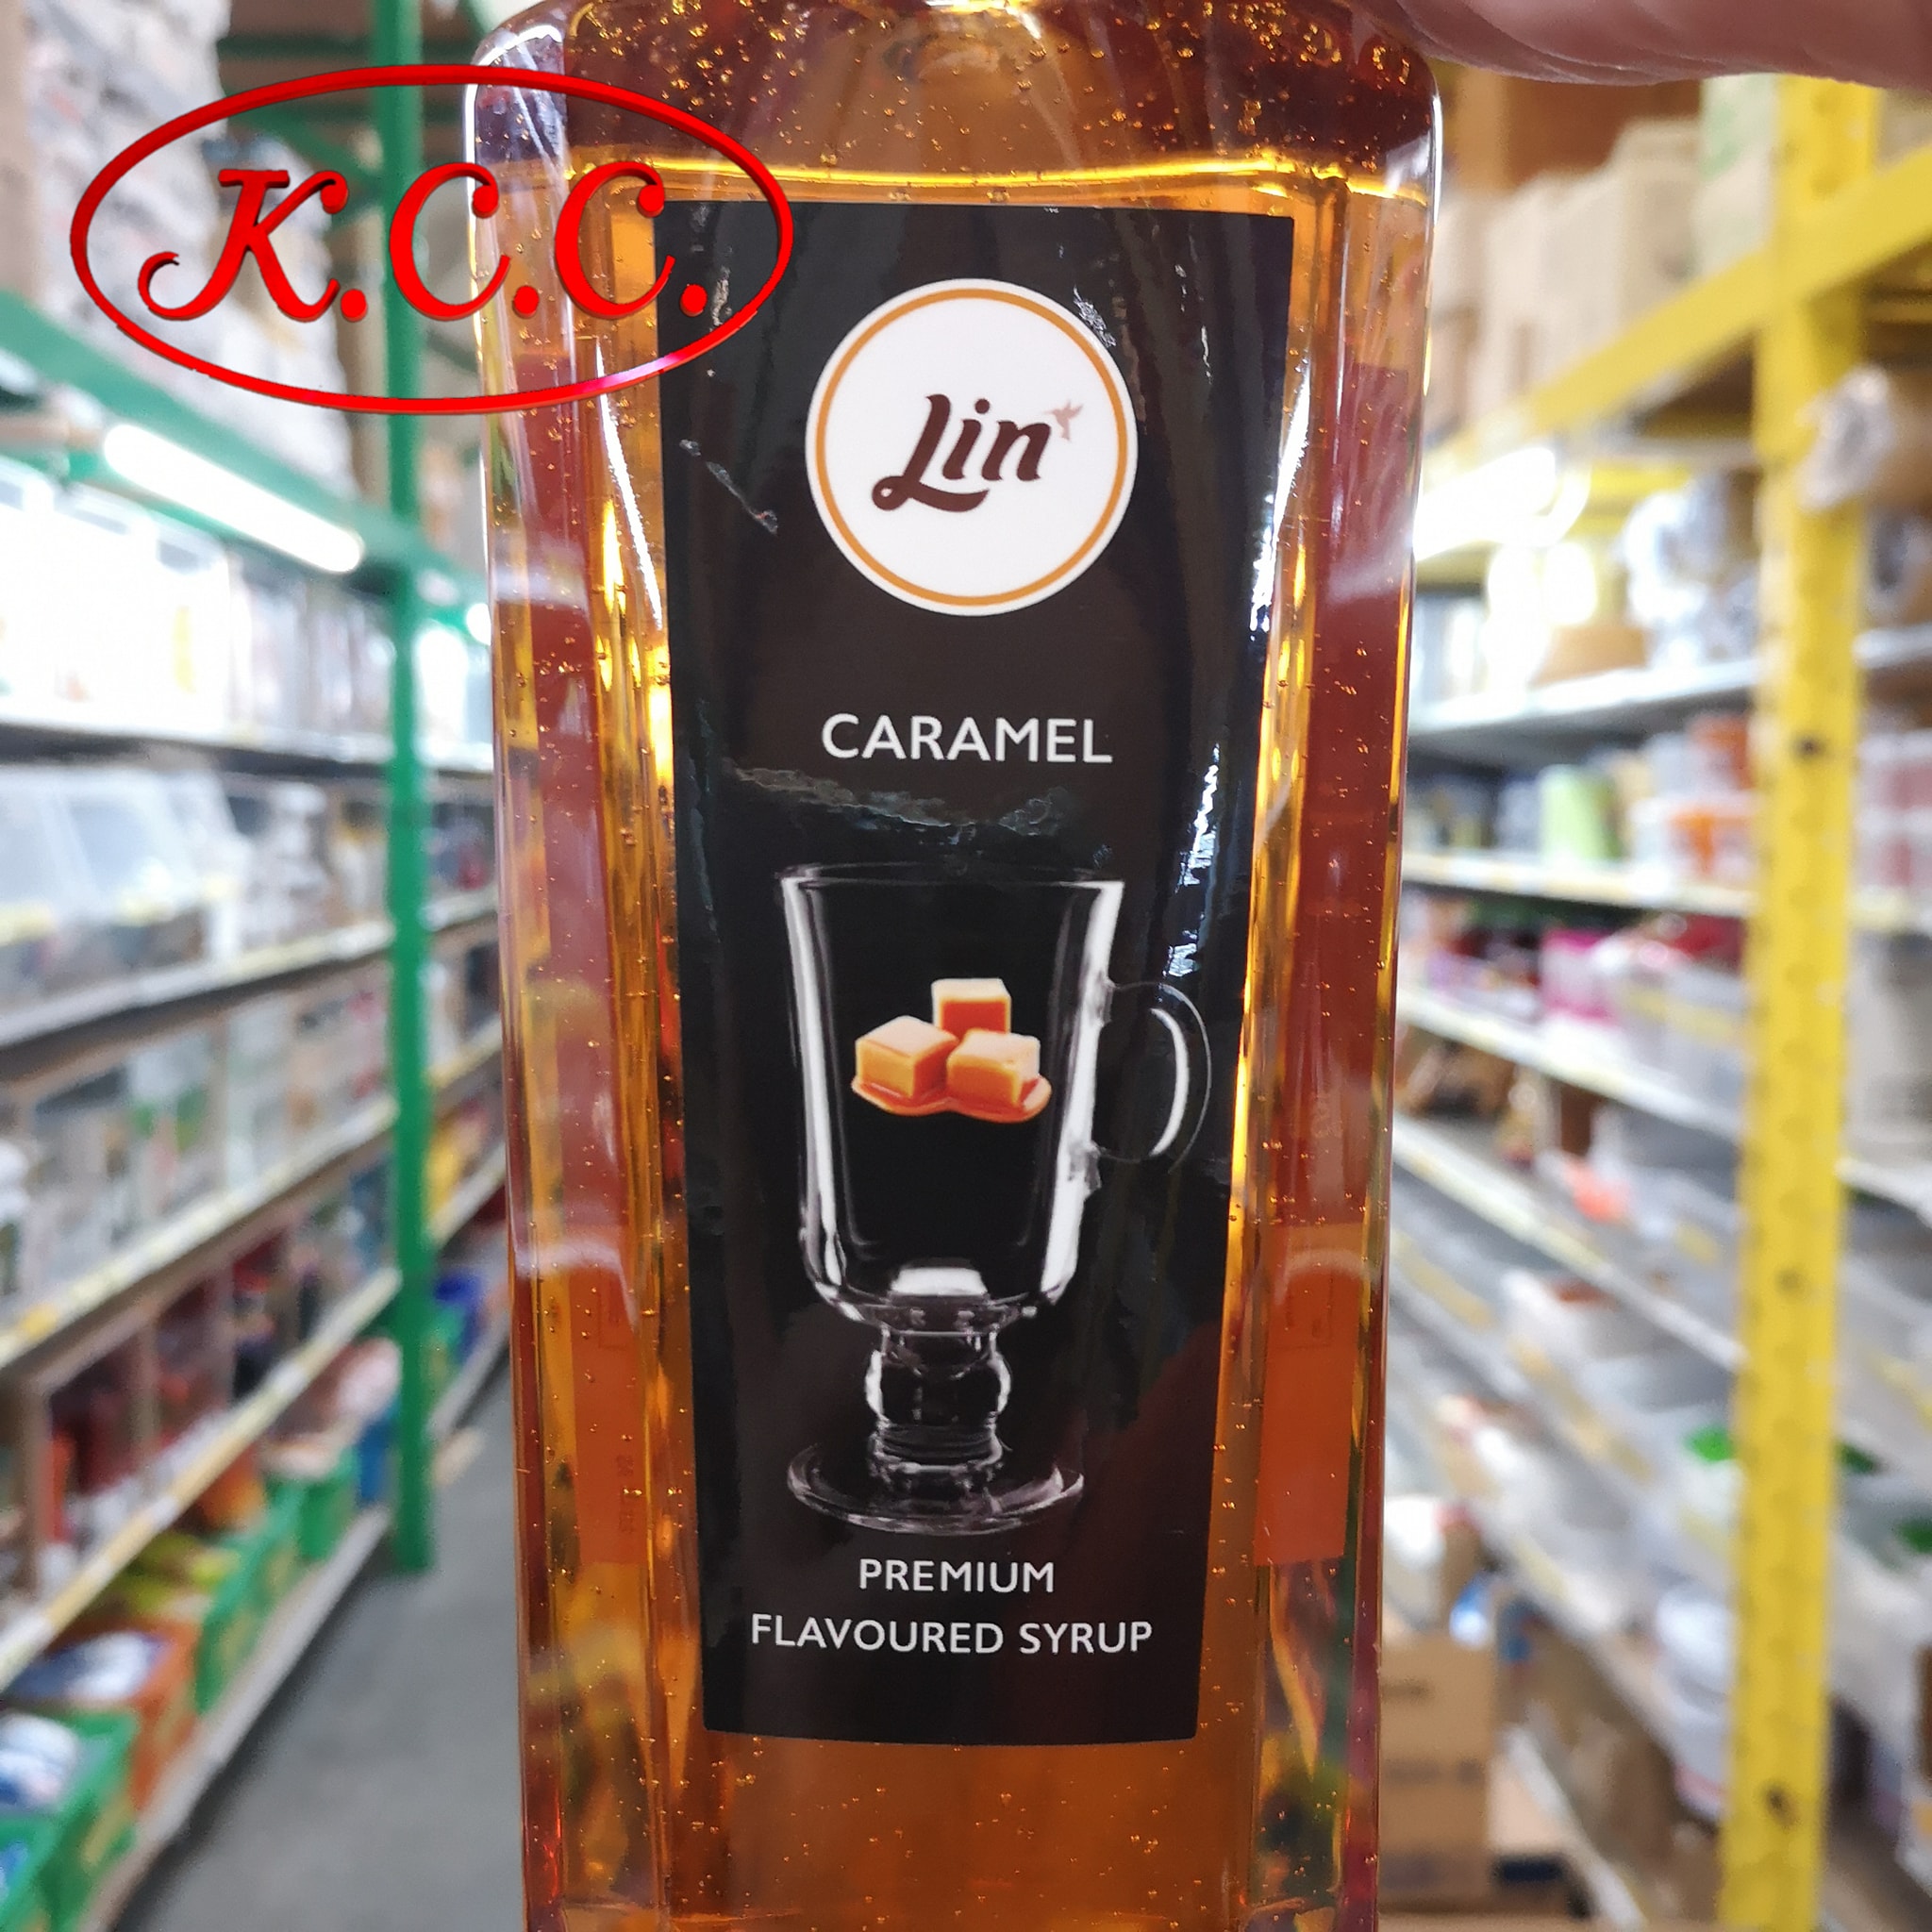 K.C.C.
Lin
CARAMEL
PREMIUM
FLAVOURED SYRUP